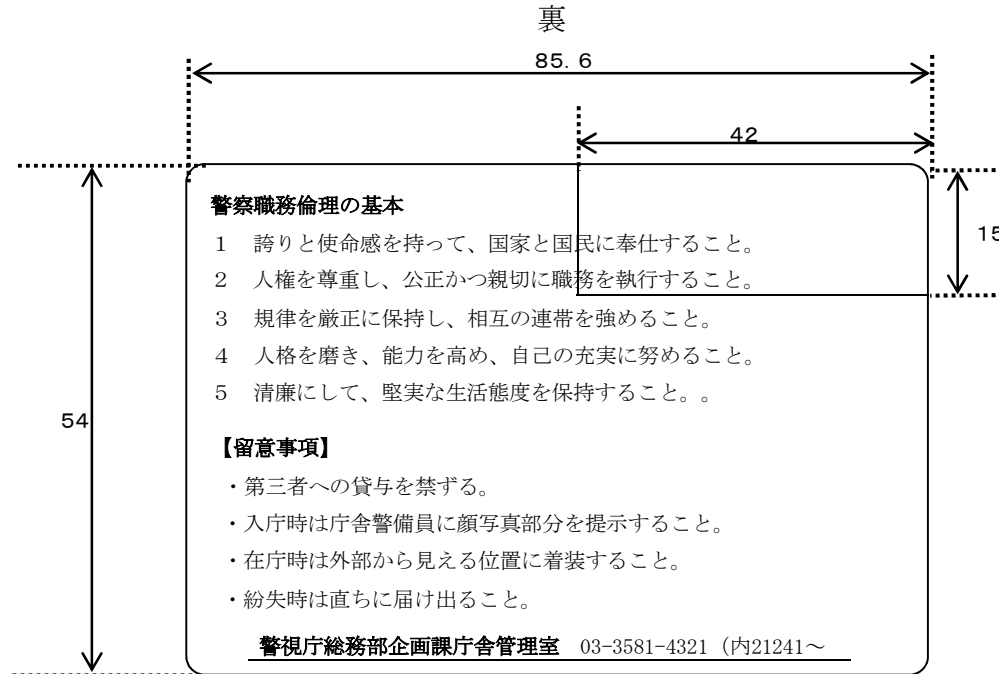 裏
85.6
42
15
54
警察職務倫理の基本
1 誇りと使命感を持って、国家と国民に奉仕すること。
2 人権を尊重し、公正かつ親切に職務を執行すること。
3 規律を厳正に保持し、相互の連帯を強めること。
4 人格を磨き、能力を高め、自己の充実に努めること。
5 清廉にして、堅実な生活態度を保持すること。。
【留意事項】
・第三者への貸与を禁ずる。
・入庁時は庁舎警備員に顔写真部分を提示すること。
・在庁時は外部から見える位置に着装すること。
・紛失時は直ちに届け出ること。
警視庁総務部企画課庁舎管理室 03-3581-4321（内21241～